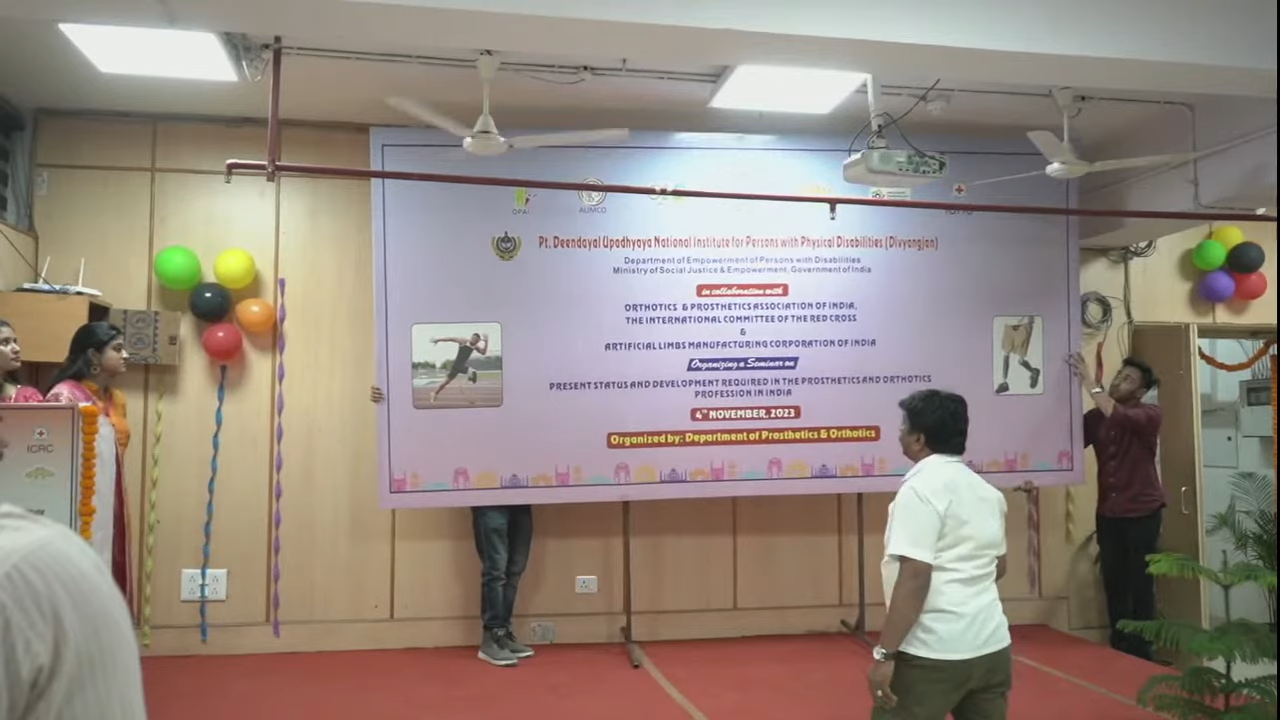 OPAI
ALIMCO
Pt. Deendayal Upadhyaya National Institute for Persons with Physical Disabilities (Divyangjan)
Department of Empowerment of Persons with Disabilities
Ministry of Social Justice & Empowerment, Government of India
in collaboration with
ORTHOTICS & PROSTHETICS ASSOCIATION OF INDIA,
THE INTERNATIONAL COMMITTEE OF THE RED CROSS
&
ARTIFICIAL LIMBS MANUFACTURING CORPORATION OF INDIA
Organizing a Seminar on
PRESENT STATUS AND DEVELOPMENT REQUIRED IN THE PROSTHETICS AND ORTHOTICS
PROFESSION IN INDIA
4TH NOVEMBER, 2023
Organized by: Department of Prosthetics & Orthotics
ICRC